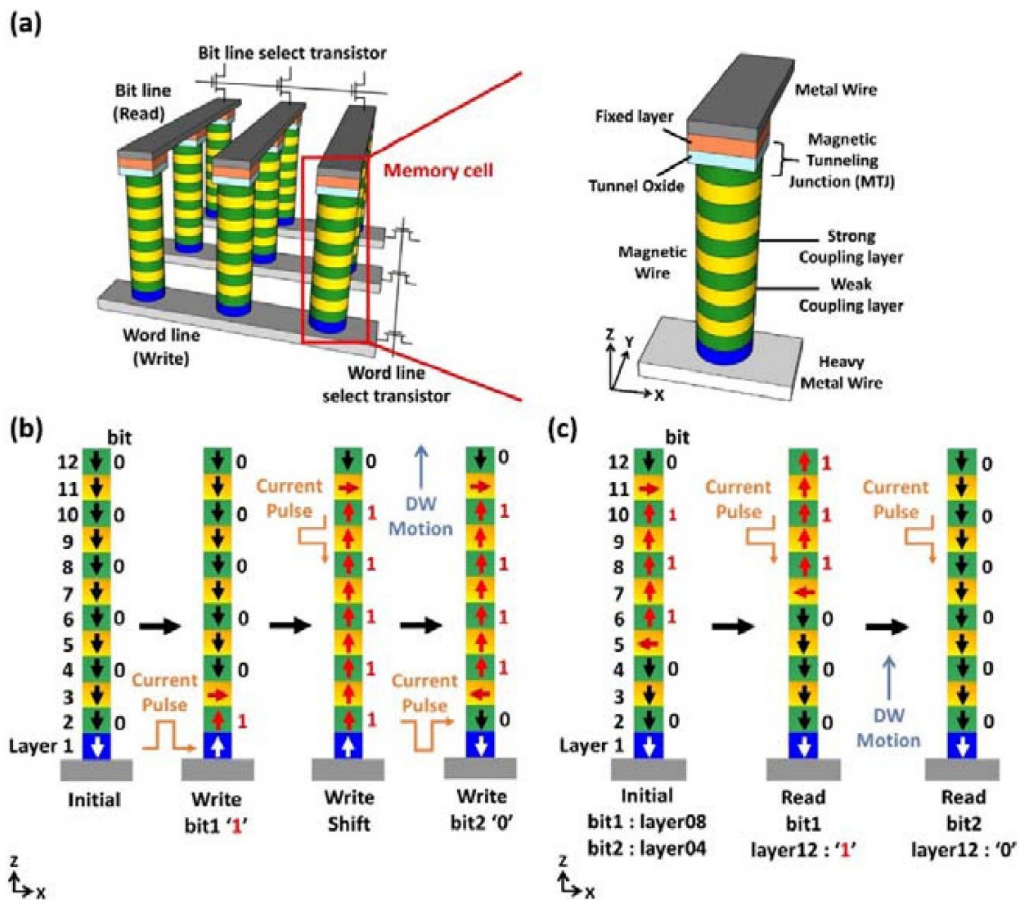 (a)
Bit line select transistor
Bit line
(Read)
Memory cell
Word line
(Write)
Word line
select transistor
Metal Wire
Fixed layer
Magnetic
Tunneling
Junction (MTJ)
Tunnel Oxide
Strong
Coupling layer
Magnetic Wire
Weak
Coupling layer
Z
Y
X
Heavy
Metal Wire
(b)
bit
12
11
10
9
8
7
6
5
4
3
2
Layer 1
0
0
0
0
0
0
Initial
0
0
0
0
0
1
Current
Pulse
Write
bit1 '1'
0
1
1
1
1
1
Current
Pulse
Write
Shift
0
1
1
1
1
0
DW
Motion
Current
Pulse
Write
bit2 '0'
Z
X
(c)
bit
12
11
10
9
8
7
6
5
4
3
2
Layer 1
0
1
1
1
0
0
Initial
bit1 : layer08
bit2 : layer04
1
1
1
0
0
0
Current
Pulse
Read
bit1
layer12 : '1'
0
0
0
0
0
0
Current
Pulse
DW
Motion
Read
bit2
layer12 : '0'
Z
X